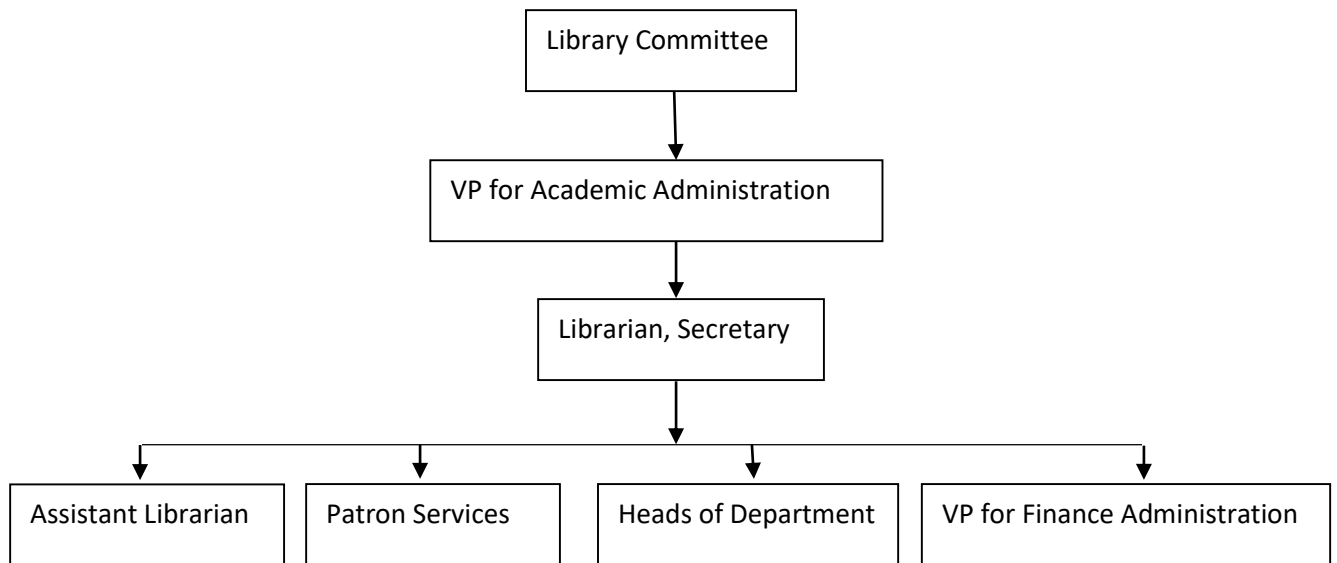 Library Committee
VP for Academic Administration
Librarian, Secretary
Assistant Librarian
Patron Services
Heads of Department
VP for Finance Administration